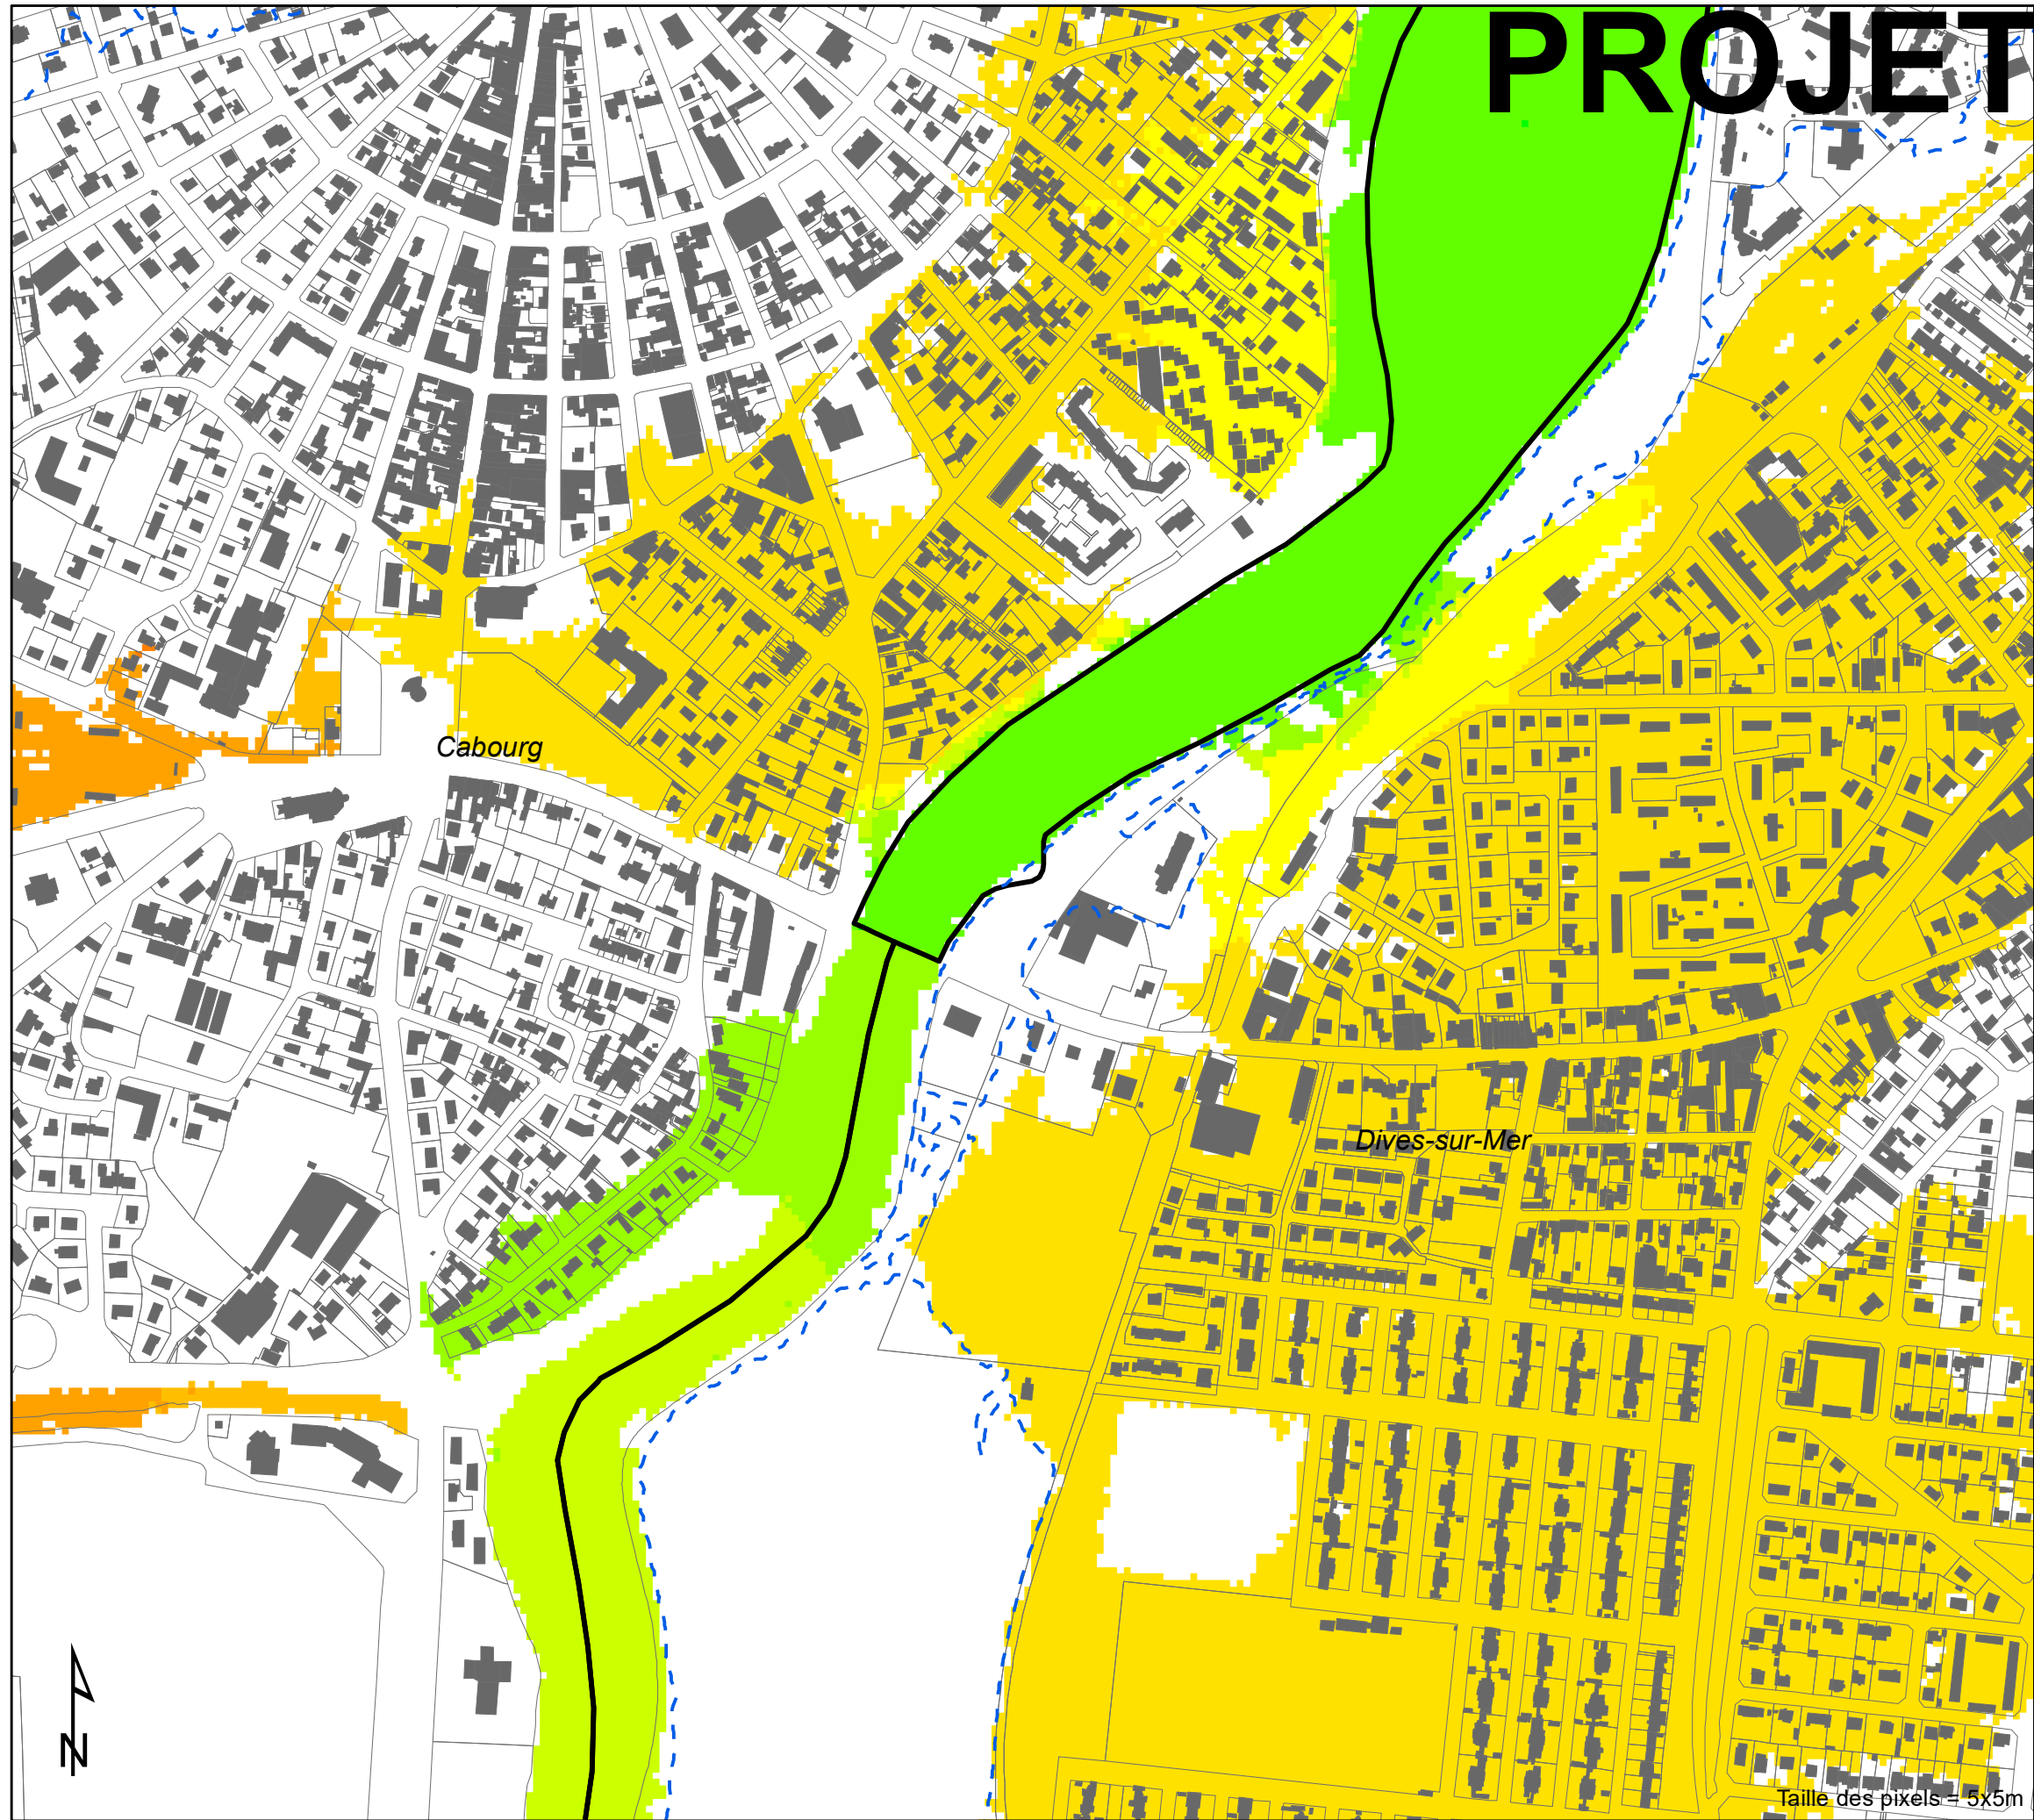 PROJET
Cabourg
Dives-sur-Mer
N
Taille des pixels = 5x5m